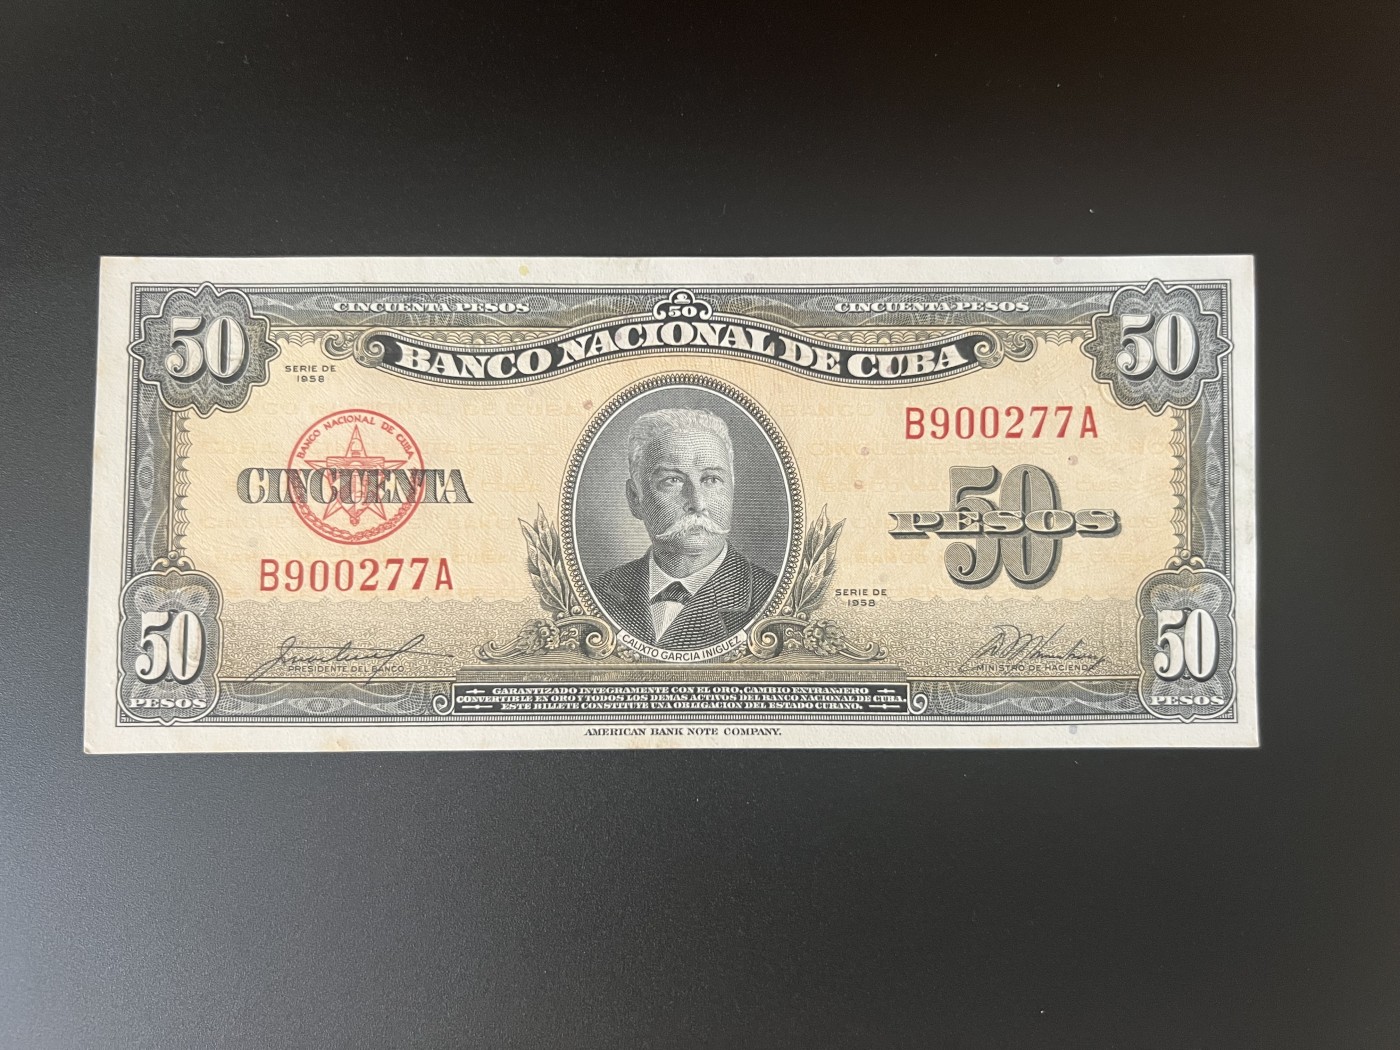 50
CINCUENTA PESOS
50
CINCUENTA PESOS
50
BANCO NACIONAL DE CUBA
SERIE DE
1958
BANCO NACIONAL DE CUBA
CINCUENTA
B900277A
B900277A
50
PESOS
SERIE DE
1958
CALIXTO GARCIA INIGUEZ
PRESIDENTE DEL BANCO
MINISTRO DE HACIENDA
50
PESOS
50
PESOS
GARANTIZADO INTEGRAMENTE CON EL ORO, CAMBIO EXTRANJERO
CONVERTIBLE EN ORO Y TODOS LOS DEMAS ACTIVOS DEL BANCO NACIONAL DE CUBA.
ESTE BILLETE CONSTITUYE UNA OBLIGACION DEL ESTADO CUBANO.
AMERICAN BANK NOTE COMPANY.